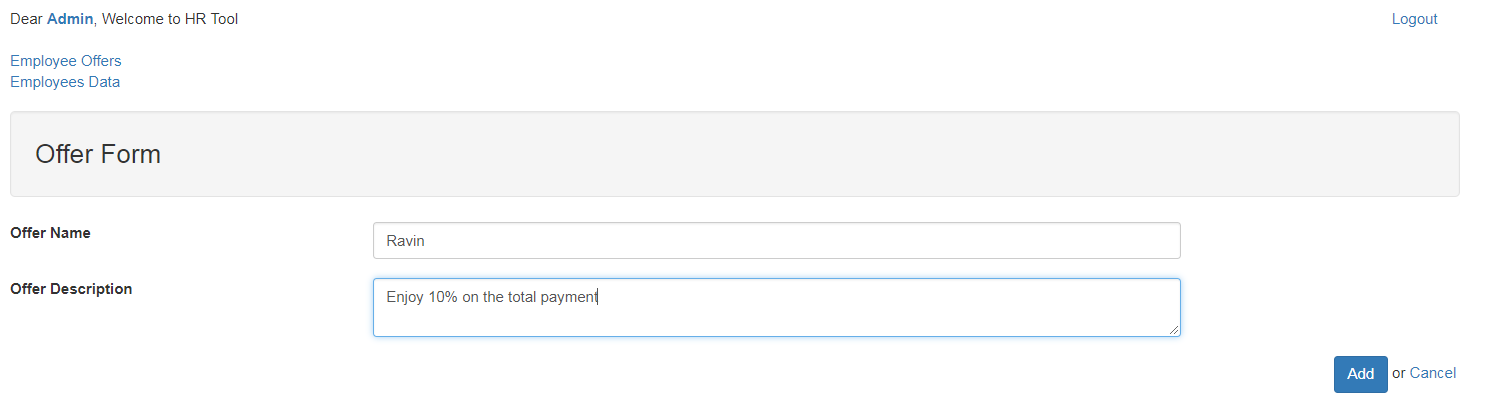 Dear Admin, Welcome to HR Tool Logout
Employee Offers
Employees Data
Offer Form
Offer Name Ravin
Offer Description Enjoy 10% on the total payment
Add or Cancel